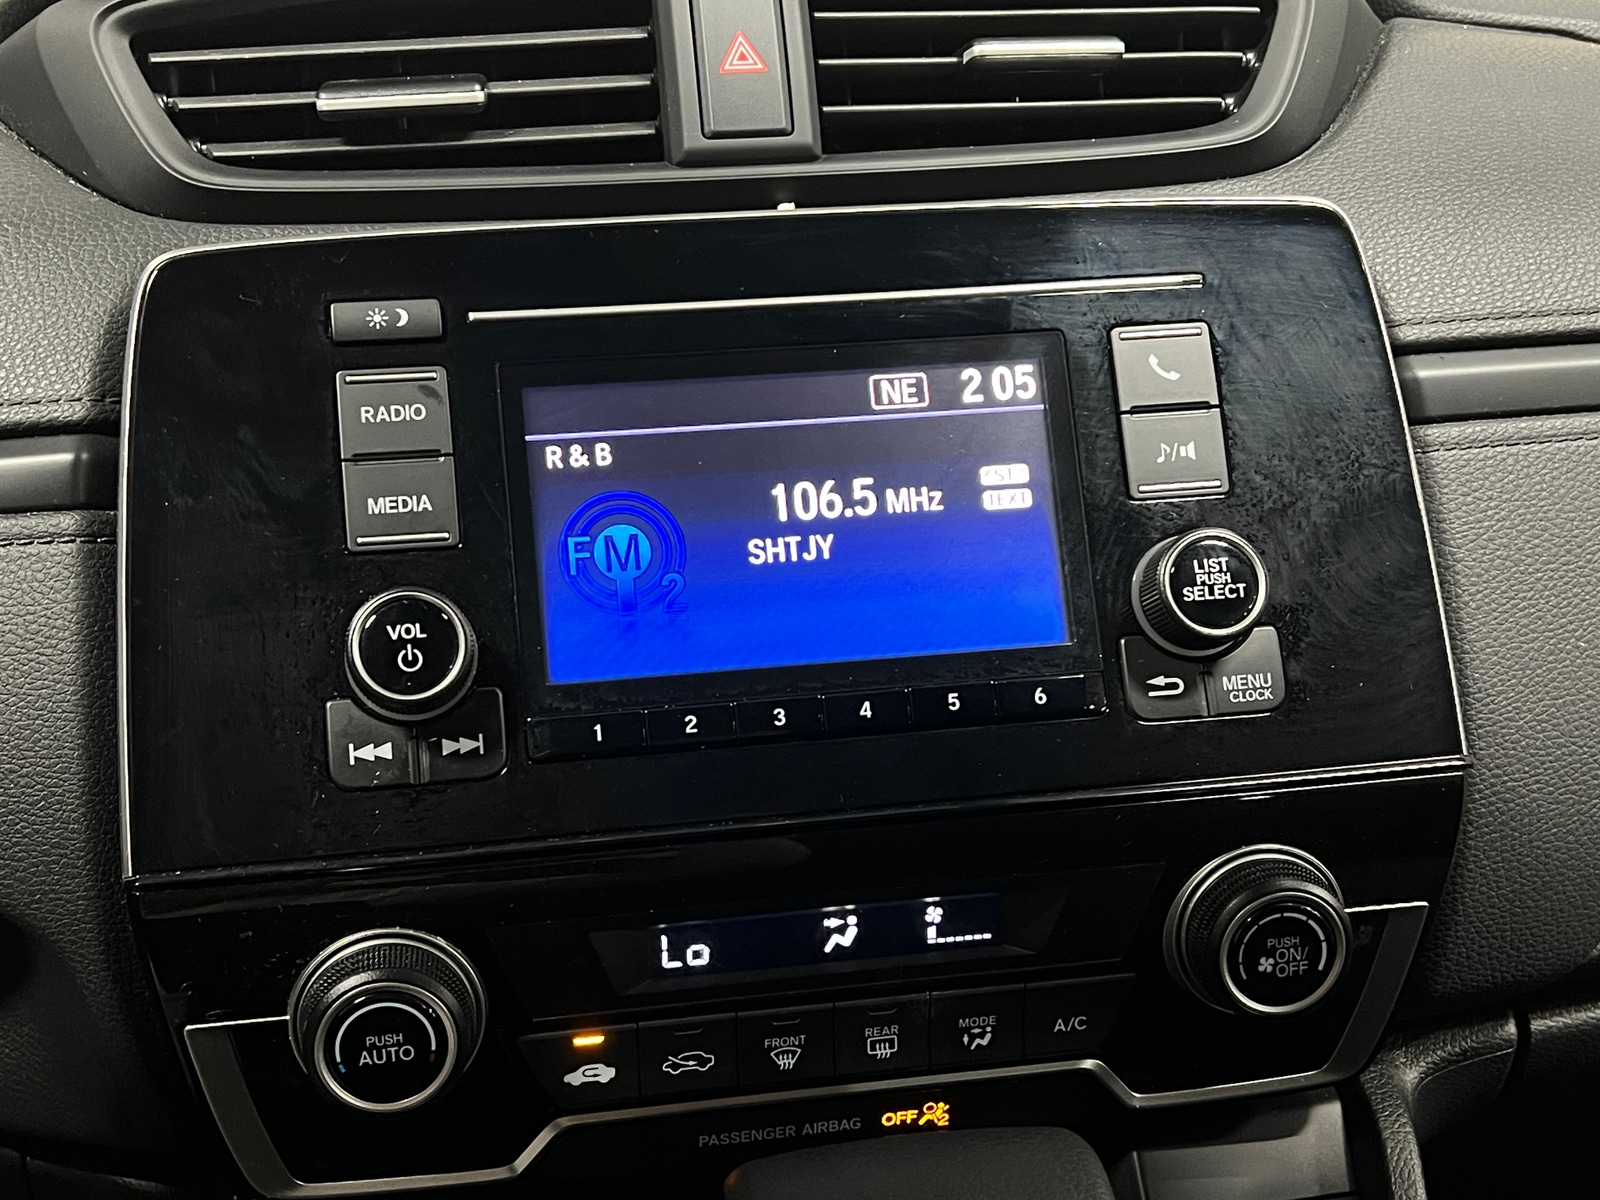 RADIO
MEDIA
VOL
NE 2 05
R & B
106.5 MHz
ST
TEXT
SHTJY
FM
2
1 2 3 4 5 6
LIST
PUSH
SELECT
MENU
CLOCK
Lo
PUSH
AUTO
FRONT
REAR
MODE
A/C
PUSH
ON/
OFF
PASSENGER AIRBAG OFF 2